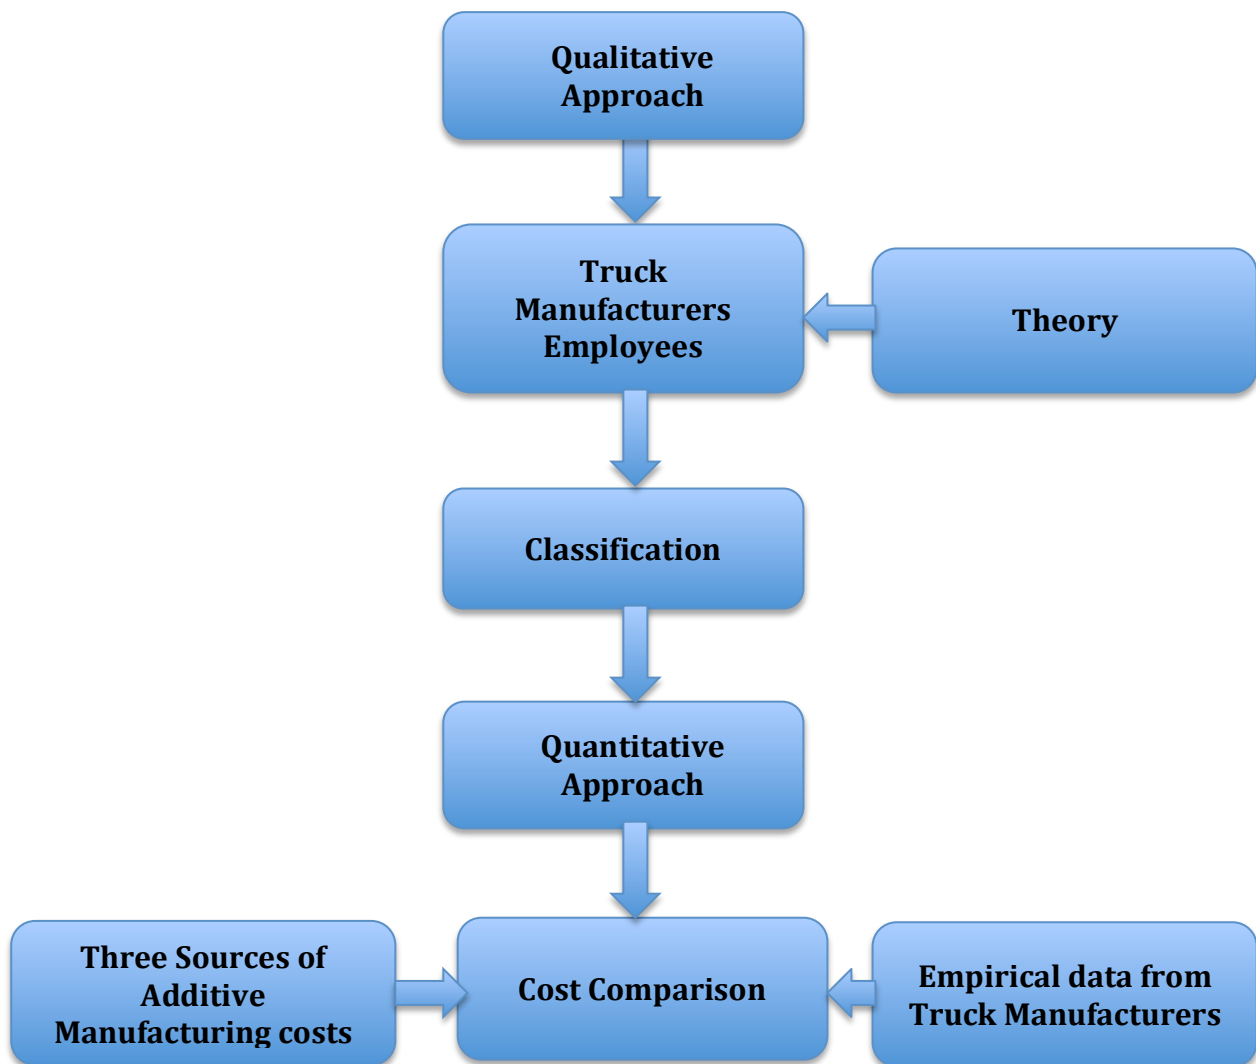 Qualitative
Approach
Truck
Manufacturers
Employees
Theory
Classification
Quantitative
Approach
Three Sources of
Additive
Manufacturing costs
Cost Comparison
Empirical data from
Truck Manufacturers